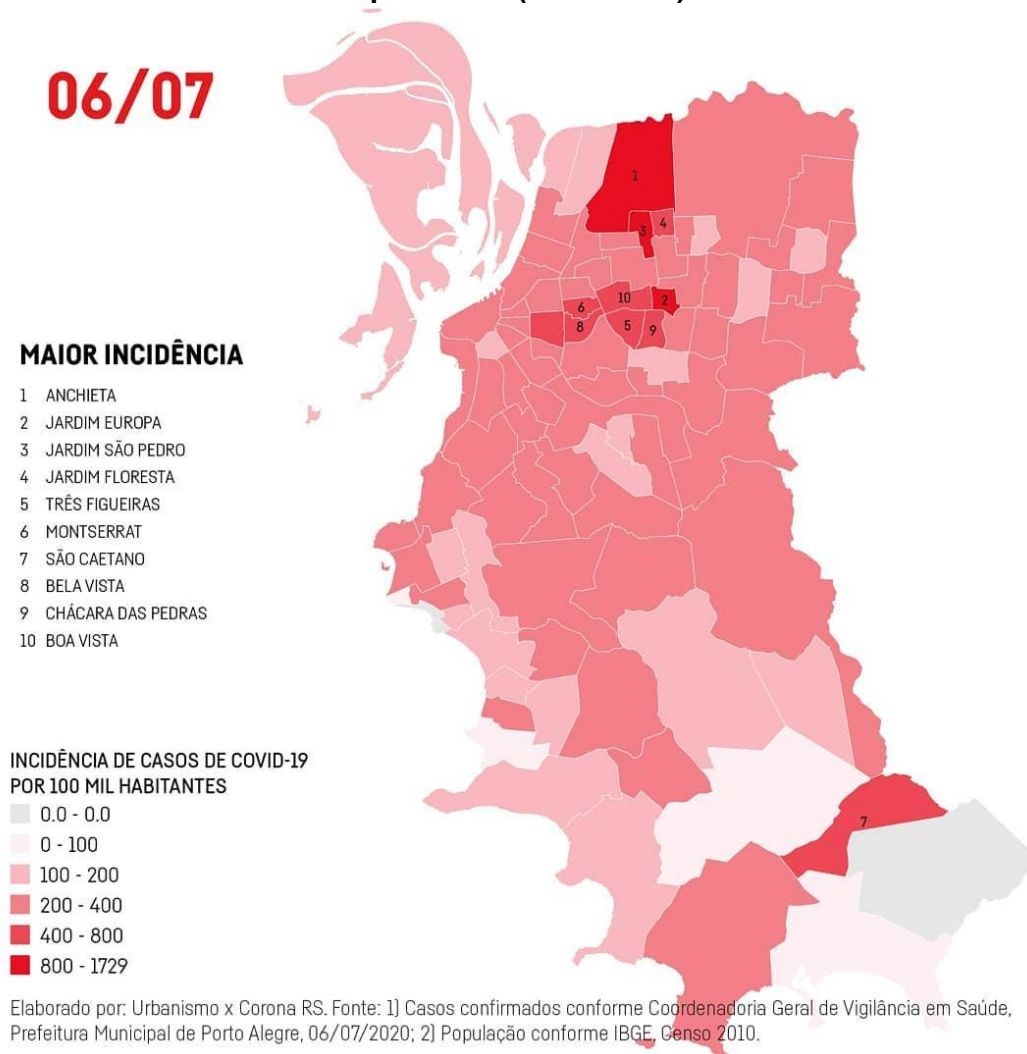 06/07
1
3
4
10
2
6
8
5
9
MAIOR INCIDÊNCIA
1 ANCHIETA
2 JARDIM EUROPA
3 JARDIM SÃO PEDRO
4 JARDIM FLORESTA
5 TRÊS FIGUEIRAS
6 MONTSERRAT
7 SÃO CAETANO
8 BELA VISTA
9 CHÁCARA DAS PEDRAS
10 BOA VISTA
INCIDÊNCIA DE CASOS DE COVID-19
POR 100 MIL HABITANTES
0.0 - 0.0
0 - 100
100 - 200
200 - 400
400 - 800
800 - 1729
7
Elaborado por: Urbanismo x Corona RS. Fonte: 1) Casos confirmados conforme Coordenadoria Geral de Vigilância em Saúde,
Prefeitura Municipal de Porto Alegre, 06/07/2020; 2) População conforme IBGE, Censo 2010.